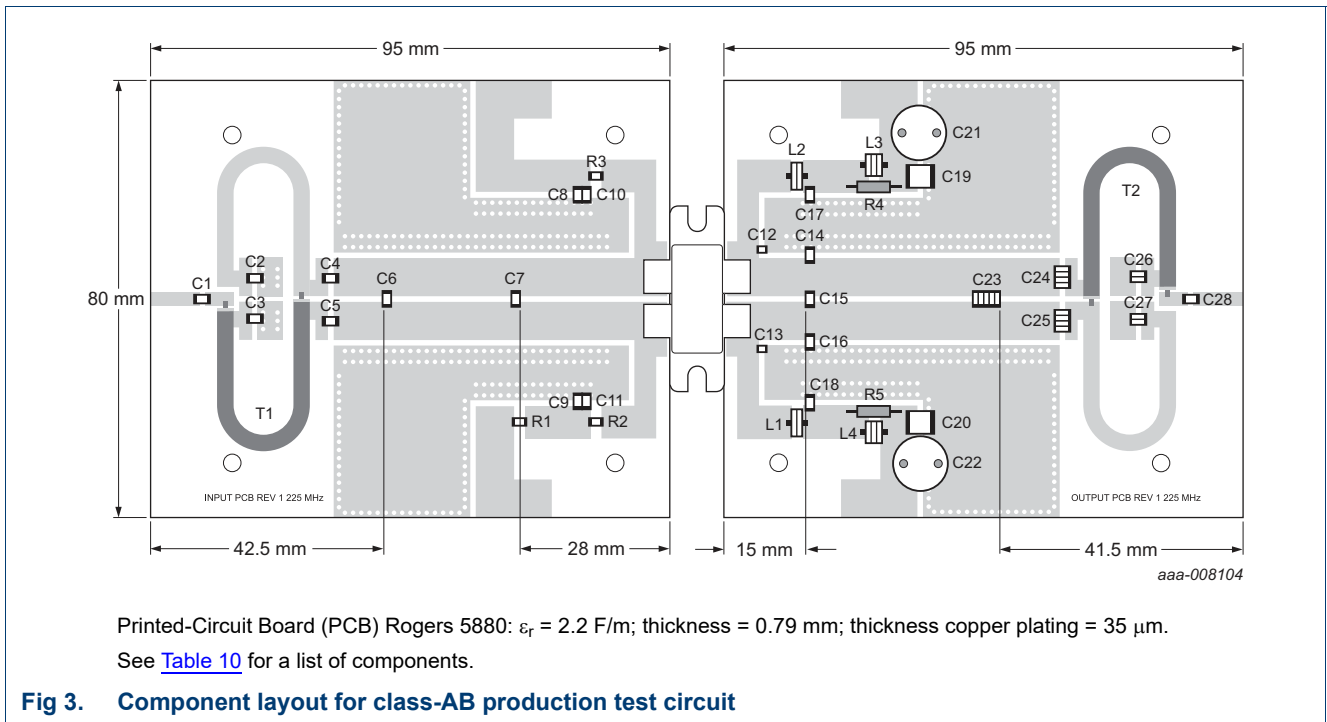 95 mm
95 mm
80 mm
C21
L3
L2
R3
C19
T2
C8
C10
R4
C17
C12
C14
C2
C4
C26
C24
C1
C6
C7
C23
C3
C5
C15
C28
C25
C27
C13
C16
C18
R5
C9
C11
T1
R1
R2
L1
L4
C20
C22
INPUT PCB REV 1 225 MHz
OUTPUT PCB REV 1 225 MHz
42.5 mm
28 mm
15 mm
41.5 mm
aaa-008104
Printed-Circuit Board (PCB) Rogers 5880: εr = 2.2 F/m; thickness = 0.79 mm; thickness copper plating = 35 μm.
See Table 10 for a list of components.
Fig 3. Component layout for class-AB production test circuit